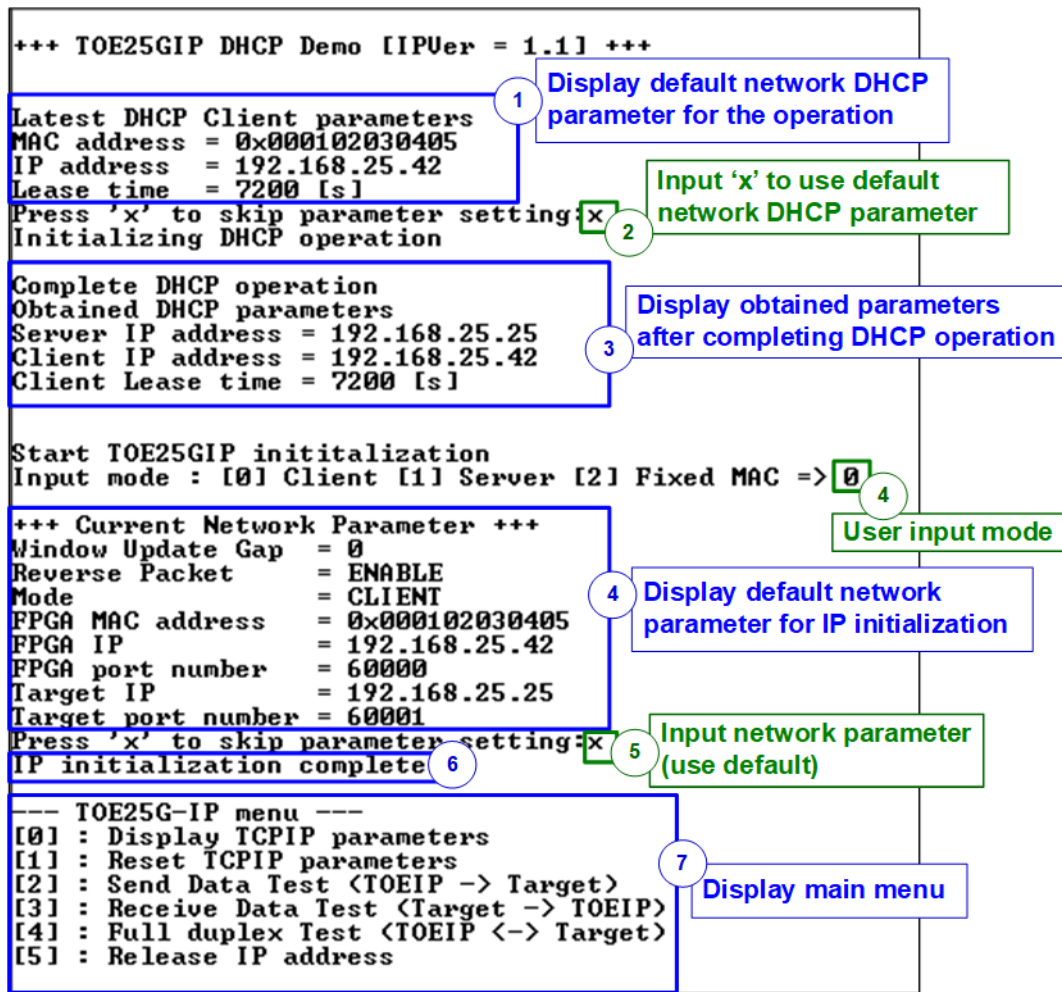 +++ TOE25GIP DHCP Demo [IPVer = 1.1] +++
1
Display default network DHCP
parameter for the operation
Latest DHCP Client parameters
MAC address = 0x000102030405
IP address = 192.168.25.42
Lease time = 7200 [s]
Press 'x' to skip parameter setting:x
2
Input ‘x’ to use default
network DHCP parameter
Initializing DHCP operation
Complete DHCP operation
Obtained DHCP parameters
Server IP address = 192.168.25.25
Client IP address = 192.168.25.42
Client Lease time = 7200 [s]
3
Display obtained parameters
after completing DHCP operation
Start TOE25GIP inititalization
Input mode : [0] Client [1] Server [2] Fixed MAC => 0
4
User input mode
+++ Current Network Parameter +++
Window Update Gap = 0
Reverse Packet = ENABLE
Mode = CLIENT
FPGA MAC address = 0x000102030405
FPGA IP = 192.168.25.42
FPGA port number = 60000
Target IP = 192.168.25.25
Target port number = 60001
4
Display default network
parameter for IP initialization
Press 'x' to skip parameter setting:x
5
Input network parameter
(use default)
IP initialization complete
6
--- TOE25G-IP menu ---
[0] : Display TCPIP parameters
[1] : Reset TCPIP parameters
[2] : Send Data Test (TOEIP -> Target)
[3] : Receive Data Test (Target -> TOEIP)
[4] : Full duplex Test (TOEIP <-> Target)
[5] : Release IP address
7
Display main menu